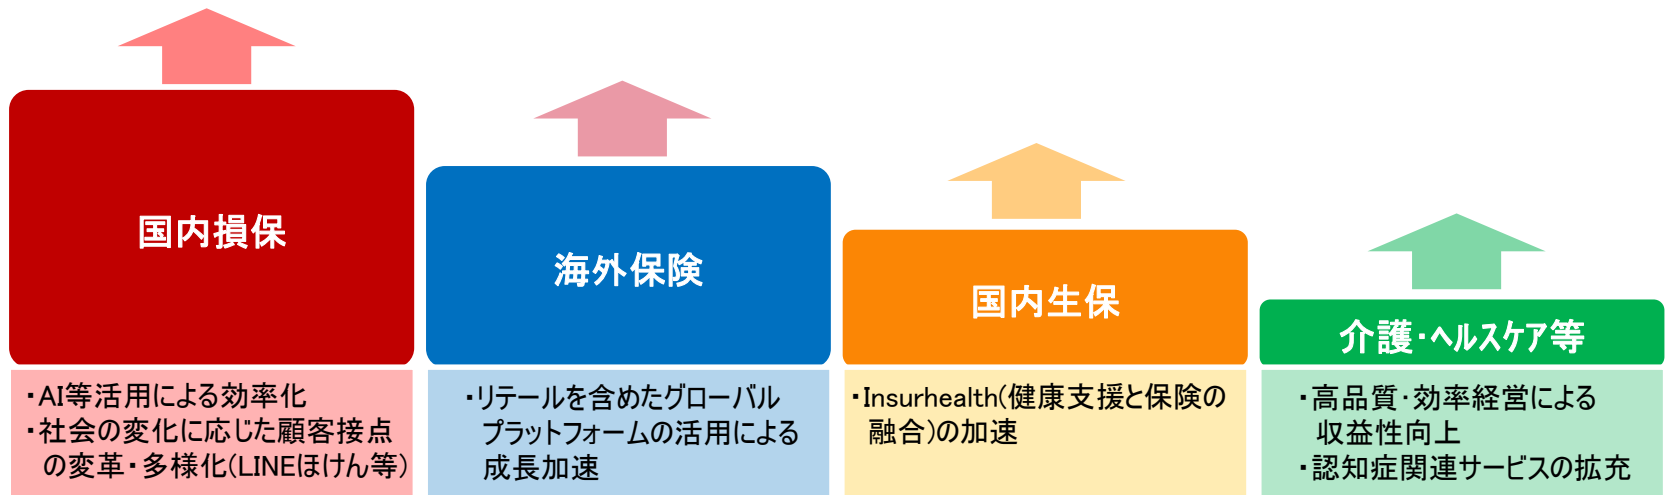 国内損保
・AI等活用による効率化
・社会の変化に応じた顧客接点
の変革・多様化(LINEほけん等)
海外保険
・リテールを含めたグローバル
プラットフォームの活用による
成長加速
国内生保
・Insurhealth(健康支援と保険の
融合)の加速
介護・ヘルスケア等
・高品質・効率経営による
収益性向上
・認知症関連サービスの拡充